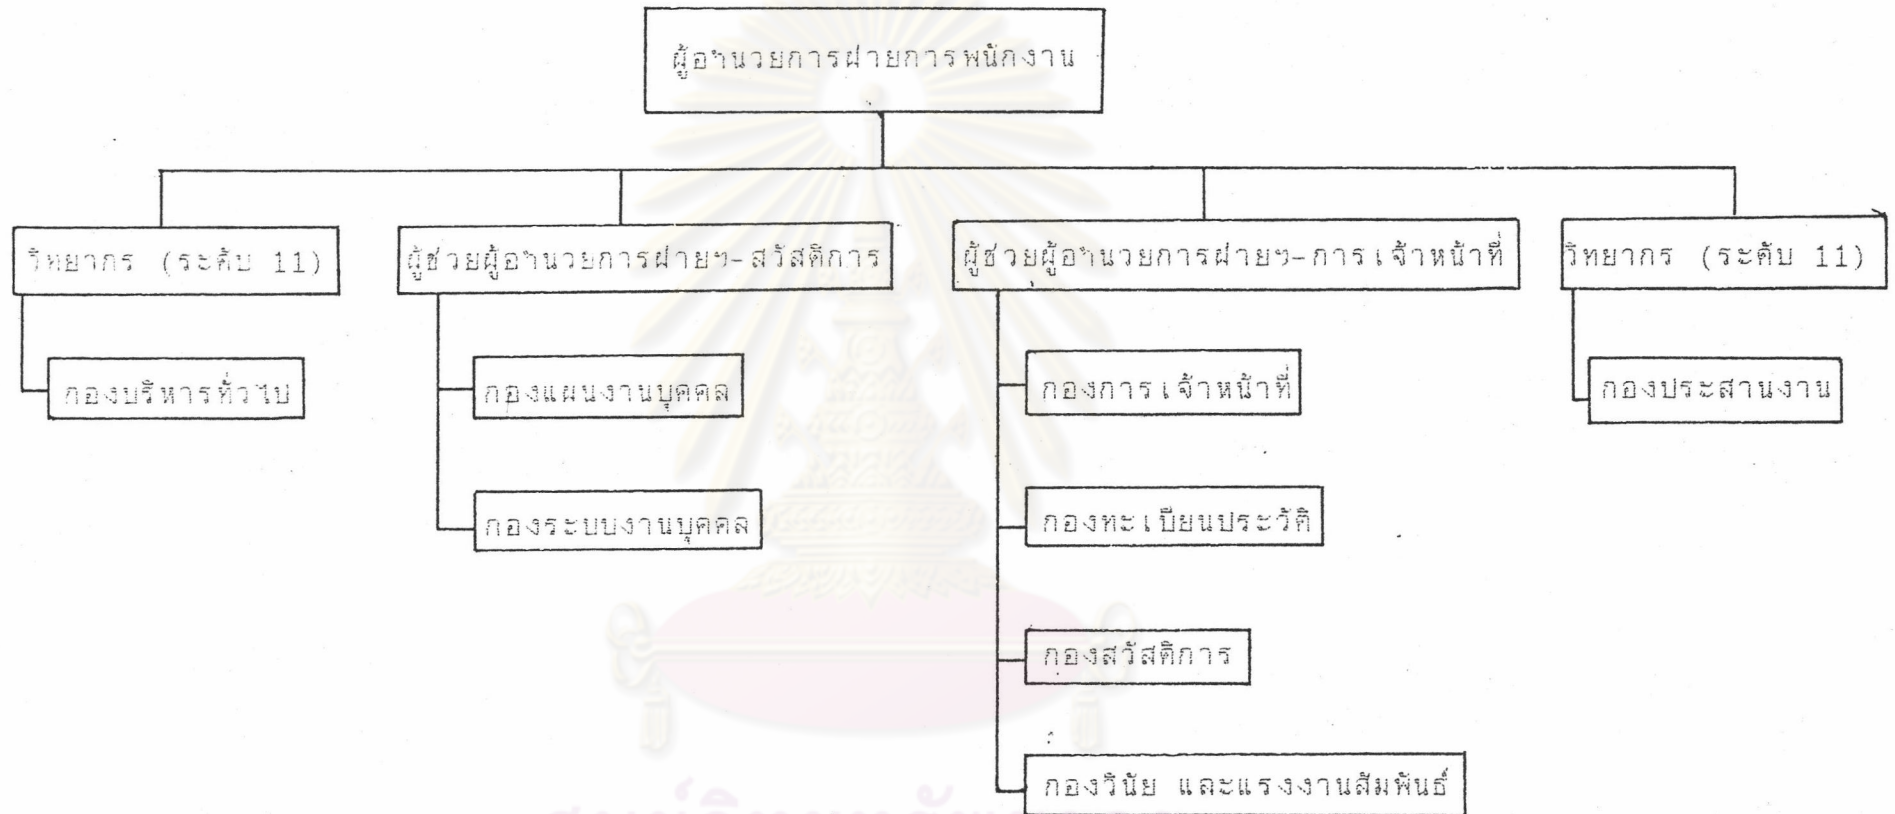 ผู้อำนวยการฝ่ายการพนักงาน
วิทยากร (ระดับ 11)
ผู้ช่วยผู้อำนวยการฝ่ายฯ-สวัสดิการ
ผู้ช่วยผู้อำนวยการฝ่ายฯ-การเจ้าหน้าที่
วิทยากร (ระดับ 11)
กองบริหารทั่วไป
กองแผนงานบุคคล
กองการเจ้าหน้าที่
กองประสานงาน
กองระบบงานบุคคล
กองทะเบียนประวัติ
กองสวัสดิการ
กองวินัย และแรงงานสัมพันธ์